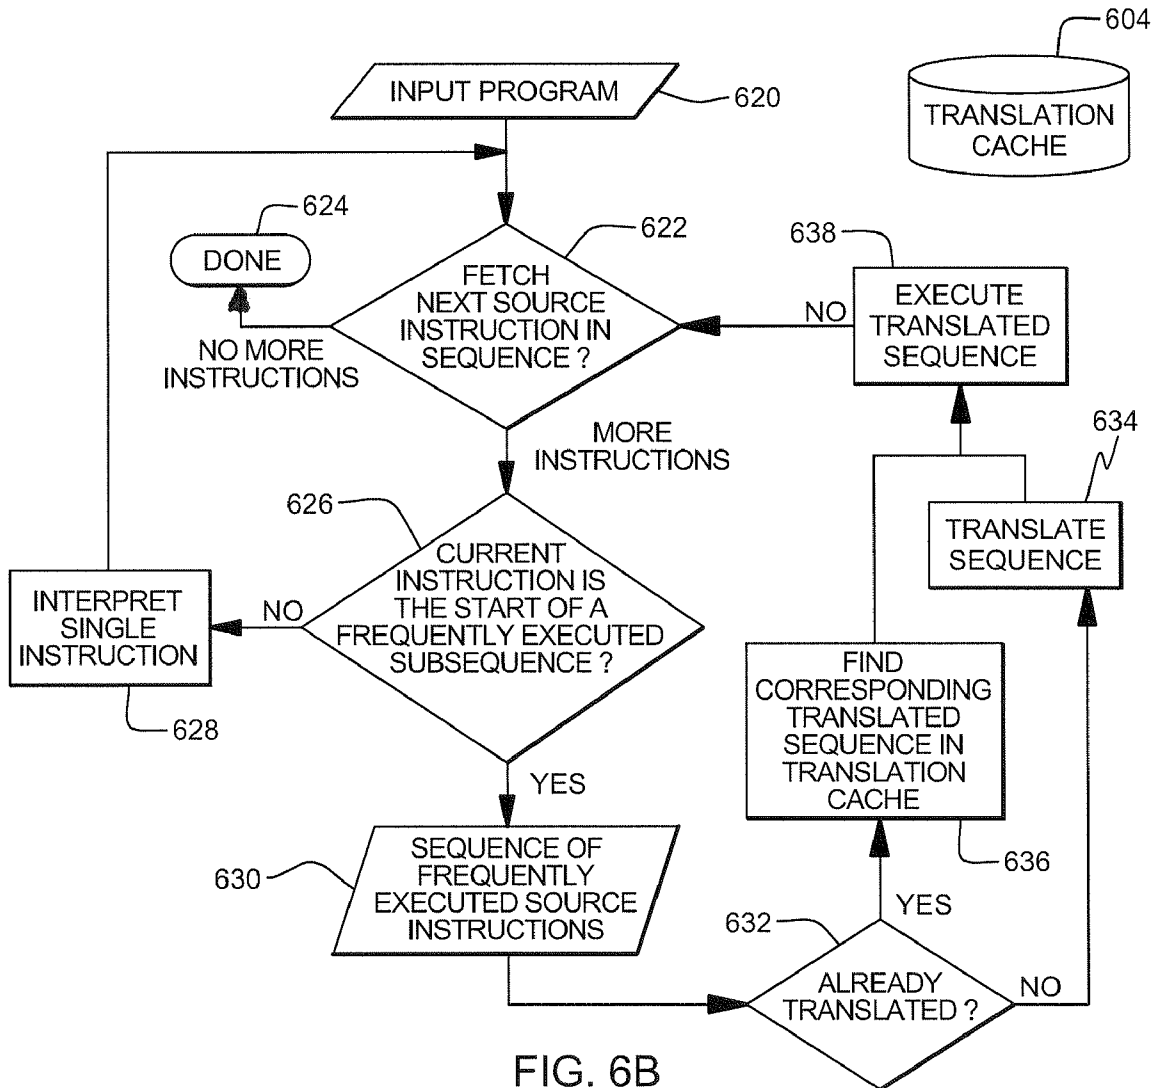 604
INPUT PROGRAM
620
TRANSLATION
CACHE
624
DONE
622
FETCH
NEXT SOURCE
INSTRUCTION IN
SEQUENCE ?
638
EXECUTE
TRANSLATED
SEQUENCE
NO
NO MORE
INSTRUCTIONS
MORE
INSTRUCTIONS
634
TRANSLATE
SEQUENCE
626
CURRENT
INSTRUCTION IS
THE START OF A
FREQUENTLY EXECUTED
SUBSEQUENCE ?
NO
INTERPRET
SINGLE
INSTRUCTION
628
FIND
CORRESPONDING
TRANSLATED
SEQUENCE IN
TRANSLATION
CACHE
636
YES
630
SEQUENCE OF
FREQUENTLY
EXECUTED SOURCE
INSTRUCTIONS
YES
632
ALREADY
TRANSLATED ?
NO
FIG. 6B